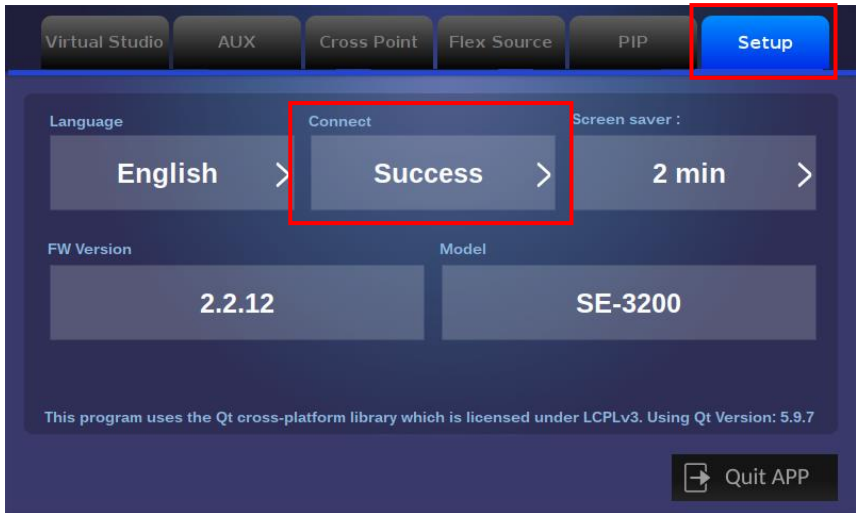 Virtual Studio AUX Cross Point Flex Source PIP Setup
Language Connect Screen saver :
English Success 2 min
FW Version Model
2.2.12 SE-3200
This program uses the Qt cross-platform library which is licensed under LCPLv3. Using Qt Version: 5.9.7
Quit APP